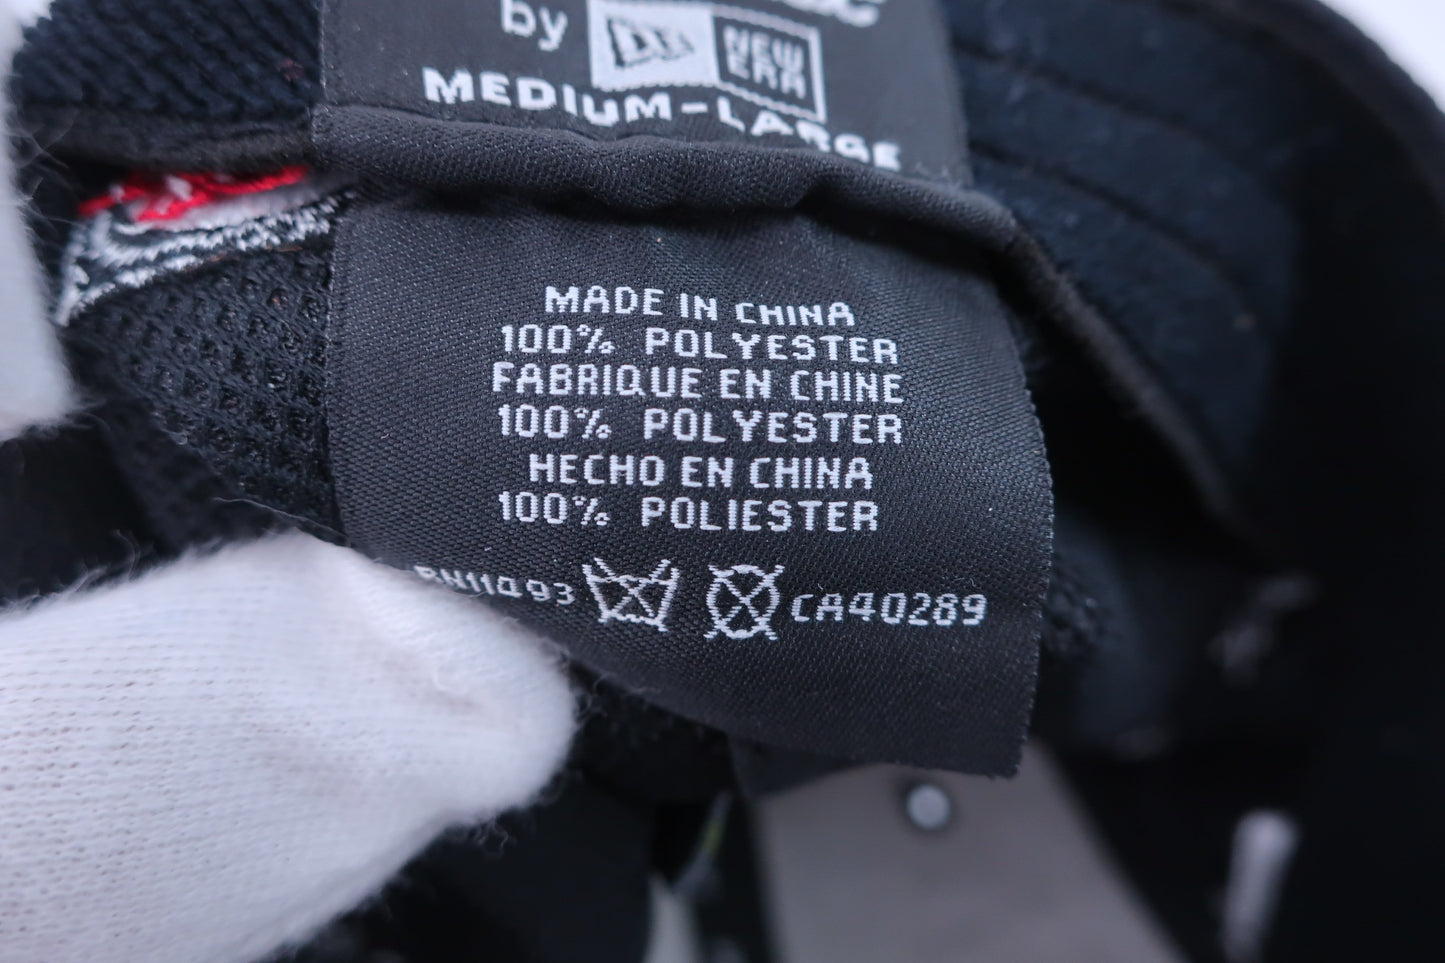 by NEW ERA
MEDIUM-LARGE
MADE IN CHINA
100% POLYESTER
FABRIQUE EN CHINE
100% POLYESTER
HECHO EN CHINA
100% POLIESTER
RN11493 CA40289